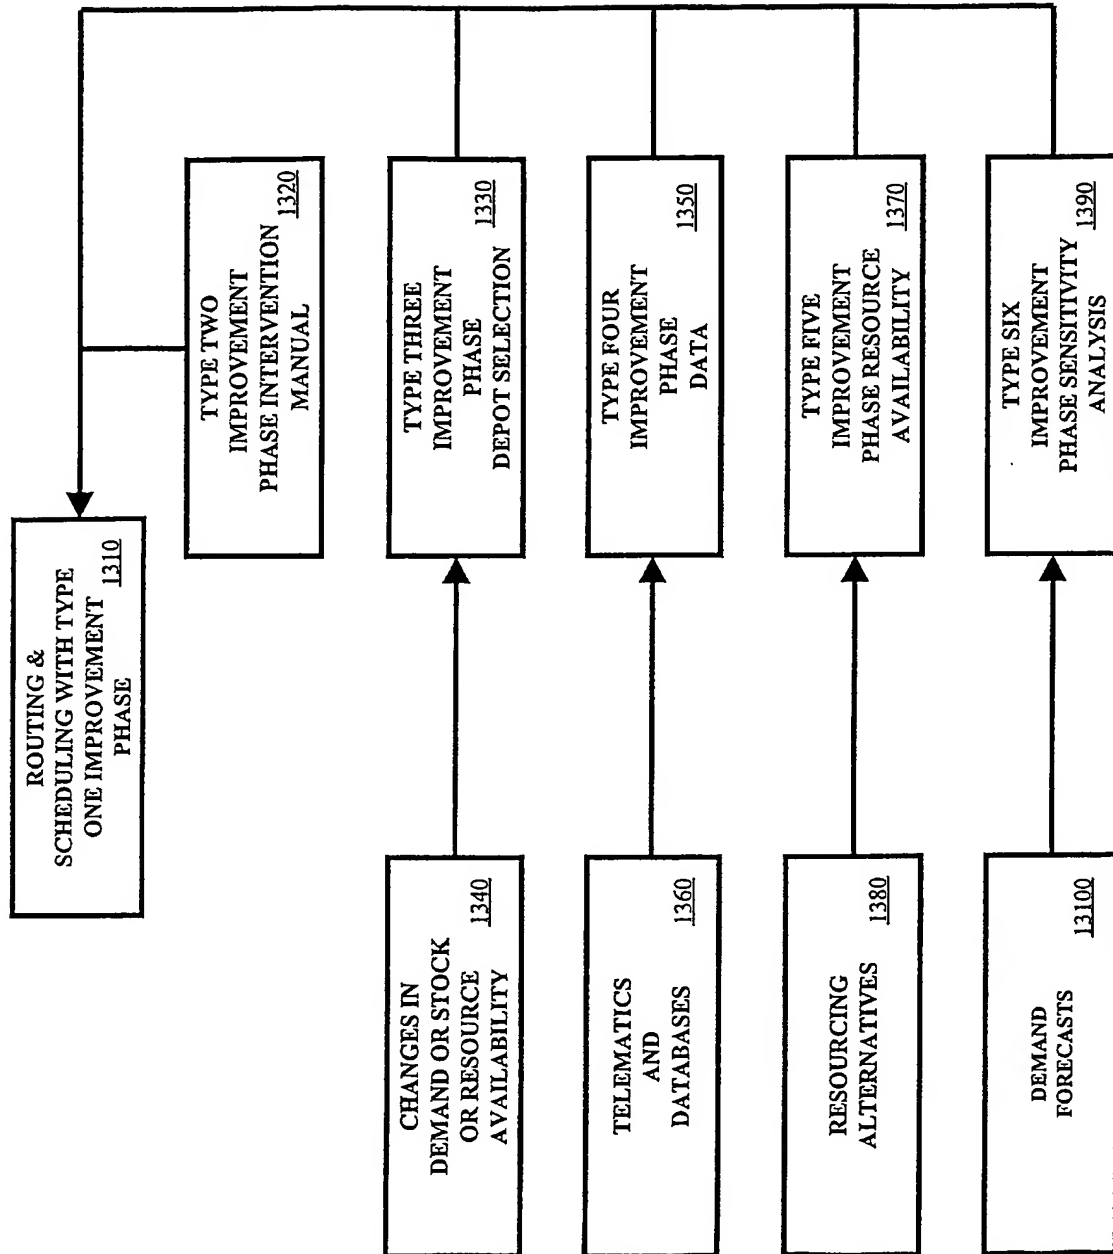 ROUTING &
SCHEDULING WITH TYPE
ONE IMPROVEMENT 1310
PHASE
TYPE TWO
IMPROVEMENT
PHASE INTERVENTION 1320
MANUAL
CHANGES IN
DEMAND OR STOCK
OR RESOURCE 1340
AVAILABILITY
TYPE THREE
IMPROVEMENT
PHASE 1330
DEPOT SELECTION
TELEMATICS
AND
DATABASES 1360
TYPE FOUR
IMPROVEMENT
PHASE 1350
DATA
RESOURCING
ALTERNATIVES 1380
TYPE FIVE
IMPROVEMENT
PHASE RESOURCE 1370
AVAILABILITY
DEMAND
FORECASTS 13100
TYPE SIX
IMPROVEMENT
PHASE SENSITIVITY 1390
ANALYSIS